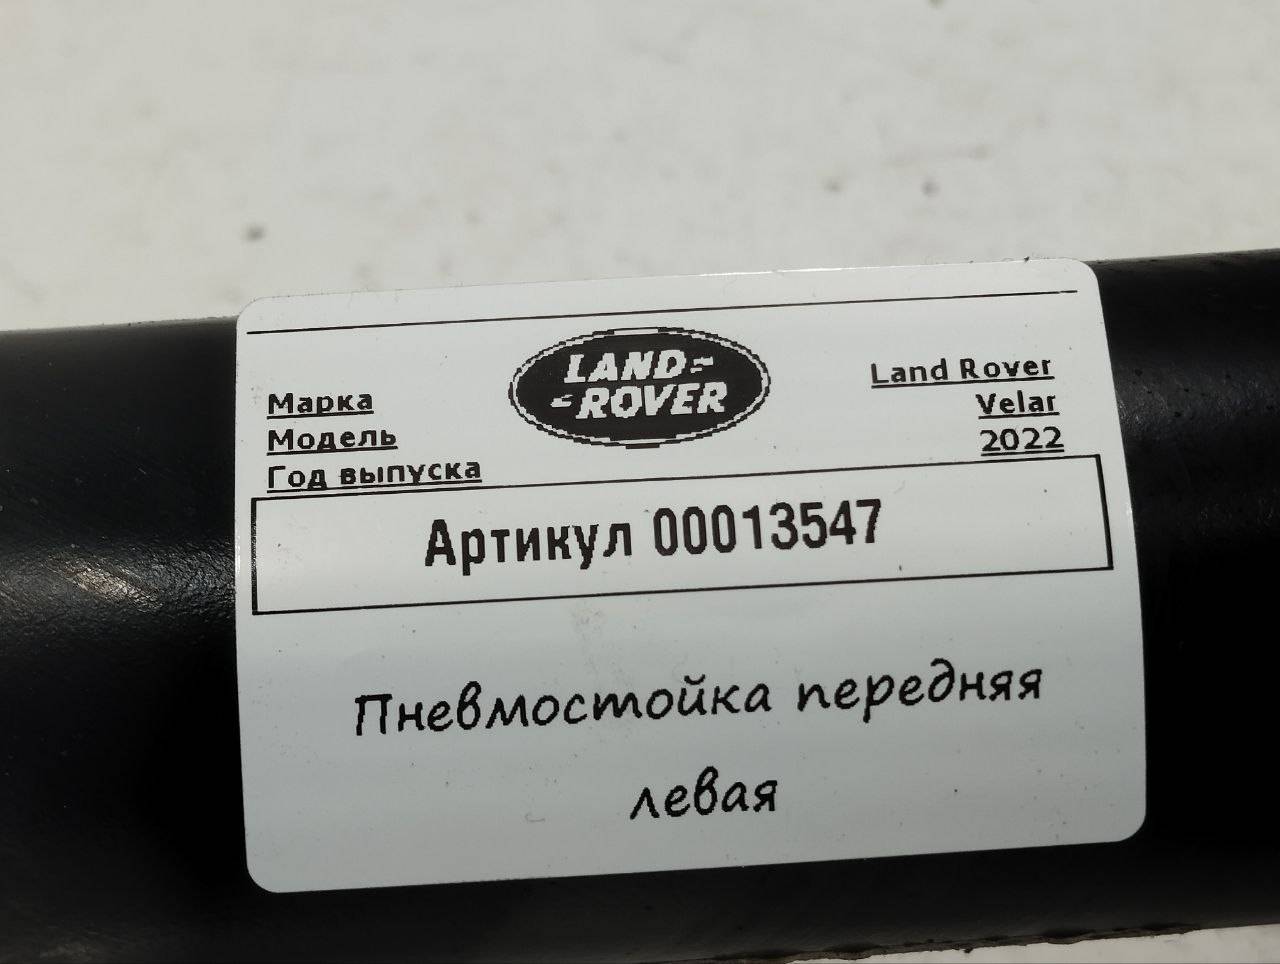 LAND-
-ROVER
Марка
Land Rover
Модель
Velar
Год выпуска
2022
Артикул 00013547
Пневмостойка передняя
левая